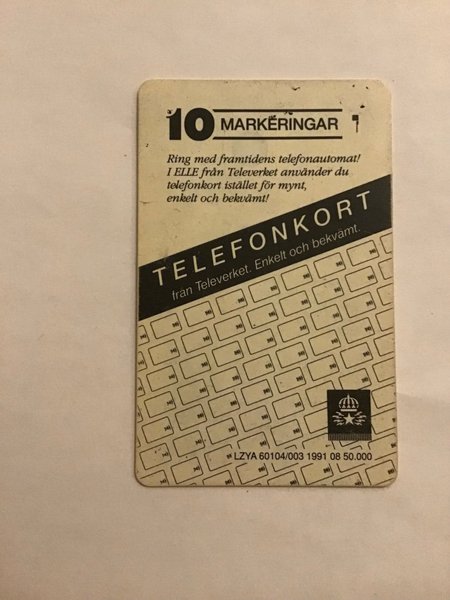 10 MARKERINGAR
Ring med framtidens telefonautomat!
I ELLE från Televerket använder du
telefonkort istället för mynt,
enkelt och bekvämt!
TELEFONKORT
från Televerket. Enkelt och bekvämt.
LZYA 60104/003 1991 08 50.000